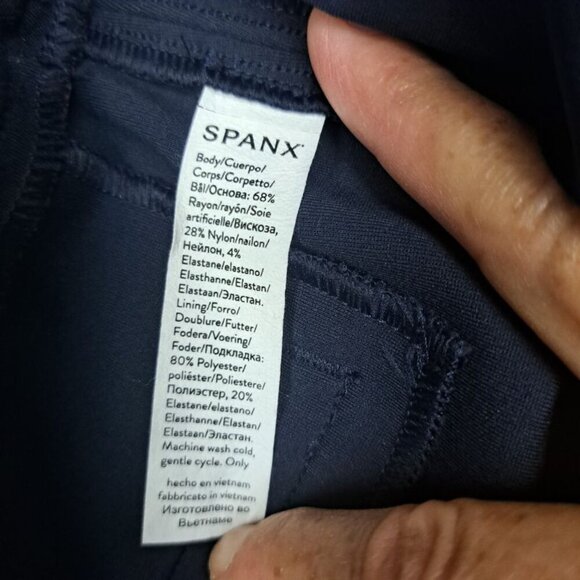 SPANX
Body/Cuerpo/
Corps/Corpetto/
Bål/Основа: 68%
Rayon/rayón/Soie
artificielle/Вискоза,
28% Nylon/nailon/
Нейлон, 4%
Elastane/elastano/
Elasthanne/Elastan/
Elastaan/Эластан.
Lining/Forro/
Doublure/Futter/
Fodera/Voering/
Foder/Подкладка:
80% Polyester/
poliéster/Poliestere/
Полиэстер, 20%
Elastane/elastano/
Elasthanne/Elastan/
Elastaan/Эластан.
Machine wash cold,
gentle cycle. Only
hecho en vietnam
fabbricato in vietnam
Изготовлено во
Вьетнаме